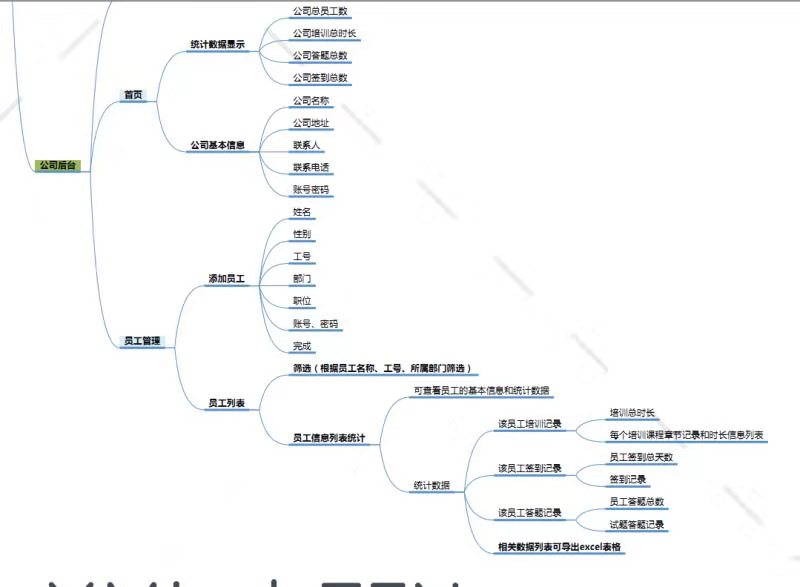 公司后台
首页
统计数据显示
公司总员工数
公司培训总时长
公司答题总数
公司签到总数
公司基本信息
公司名称
公司地址
联系人
联系电话
账号密码
员工管理
添加员工
姓名
性别
工号
部门
职位
账号、密码
完成
员工列表
筛选（根据员工名称、工号、所属部门筛选）
员工信息列表统计
可查看员工的基本信息和统计数据
统计数据
该员工培训记录
培训总时长
每个培训课程章节记录和时长信息列表
该员工签到记录
员工签到总天数
签到记录
该员工答题记录
员工答题总数
试题答题记录
相关数据列表可导出excel表格